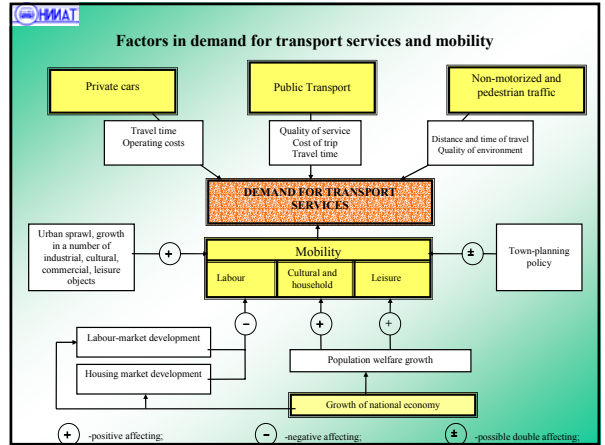 НИИАТ
Factors in demand for transport services and mobility
Private cars
Public Transport
Non-motorized and
pedestrian traffic
Travel time
Operating costs
Quality of service
Cost of trip
Travel time
Distance and time of travel
Quality of environment
DEMAND FOR TRANSPORT
SERVICES
Urban sprawl, growth
in a number of
industrial, cultural,
commercial, leisure
objects
+
Mobility
Labour
Cultural and
household
Leisure
±
Town-planning
policy
–
+
+
Labour-market development
Housing market development
Population welfare growth
Growth of national economy
+ -positive affecting;
– -negative affecting;
± -possible double affecting;